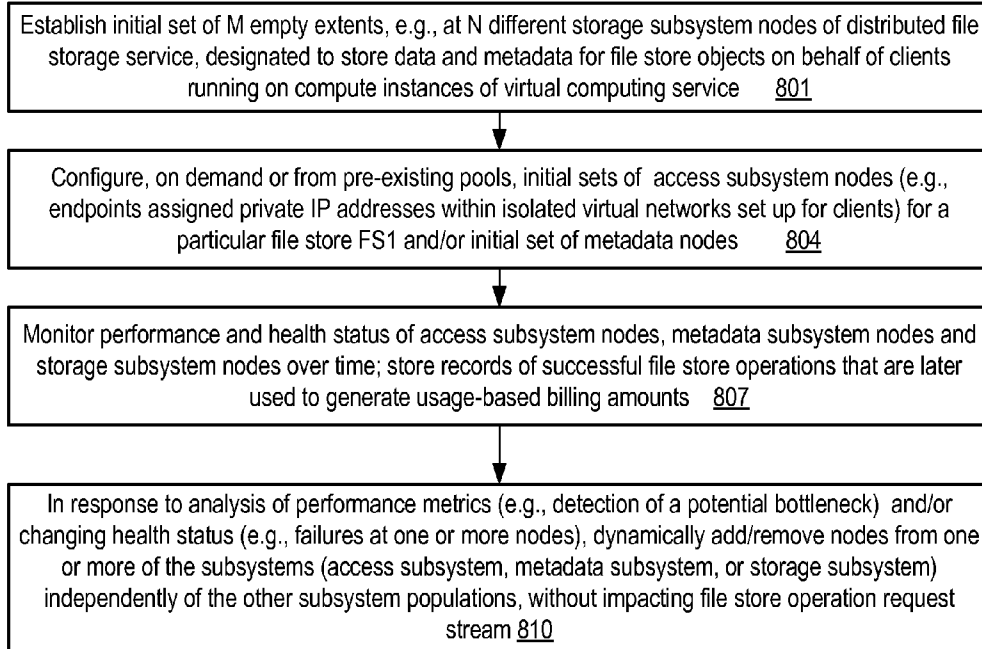 Establish initial set of M empty extents, e.g., at N different storage subsystem nodes of distributed file
storage service, designated to store data and metadata for file store objects on behalf of clients
running on compute instances of virtual computing service 801
Configure, on demand or from pre-existing pools, initial sets of access subsystem nodes (e.g.,
endpoints assigned private IP addresses within isolated virtual networks set up for clients) for a
particular file store FS1 and/or initial set of metadata nodes 804
Monitor performance and health status of access subsystem nodes, metadata subsystem nodes and
storage subsystem nodes over time; store records of successful file store operations that are later
used to generate usage-based billing amounts 807
In response to analysis of performance metrics (e.g., detection of a potential bottleneck) and/or
changing health status (e.g., failures at one or more nodes), dynamically add/remove nodes from one
or more of the subsystems (access subsystem, metadata subsystem, or storage subsystem)
independently of the other subsystem populations, without impacting file store operation request
stream 810